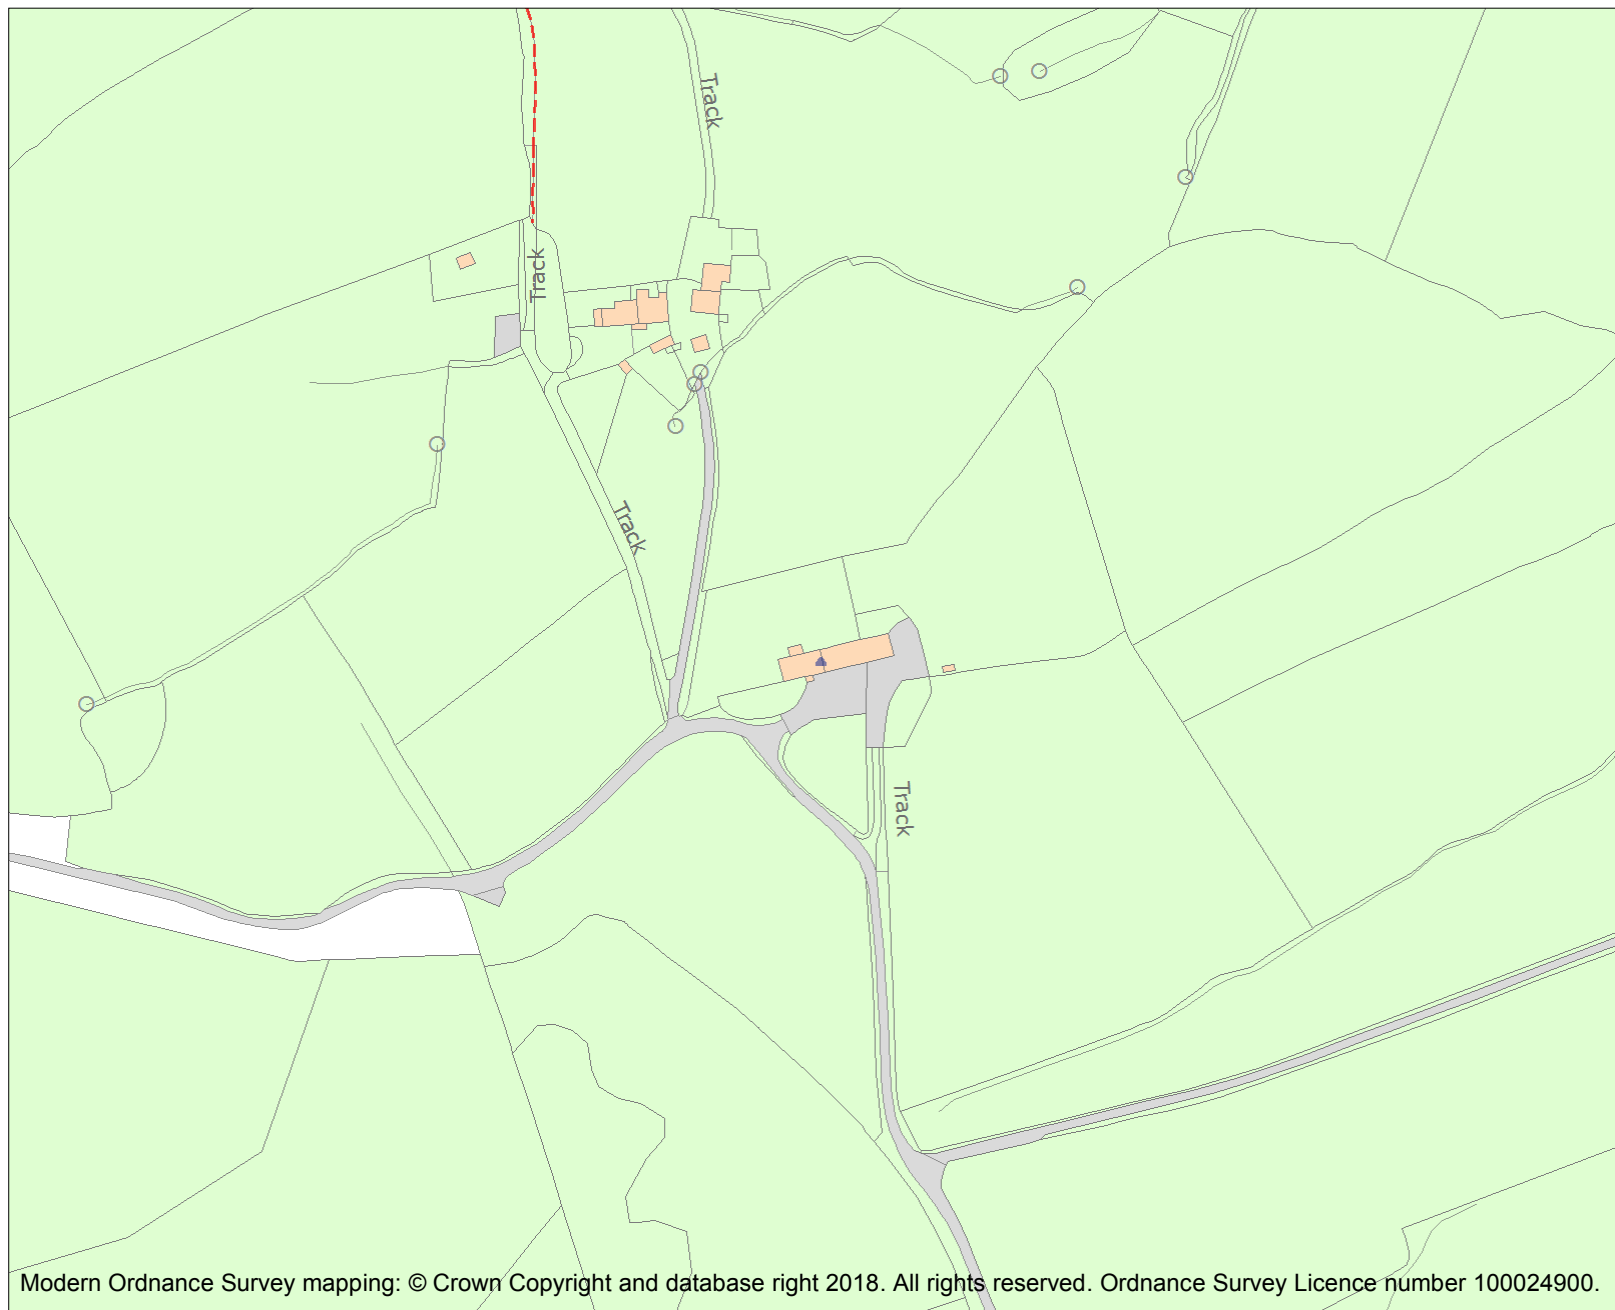 Track
Track
Track
Track
Modern Ordnance Survey mapping: © Crown Copyright and database right 2018. All rights reserved. Ordnance Survey Licence number 100024900.